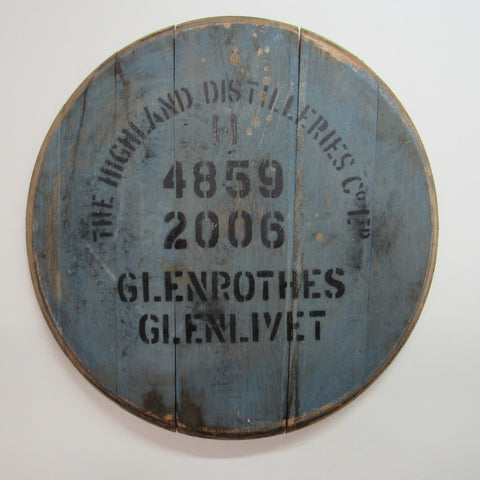 THE HIGHLAND DISTILLERIES Co LTD
H
4859
2006
GLENROTHES
GLENLIVET